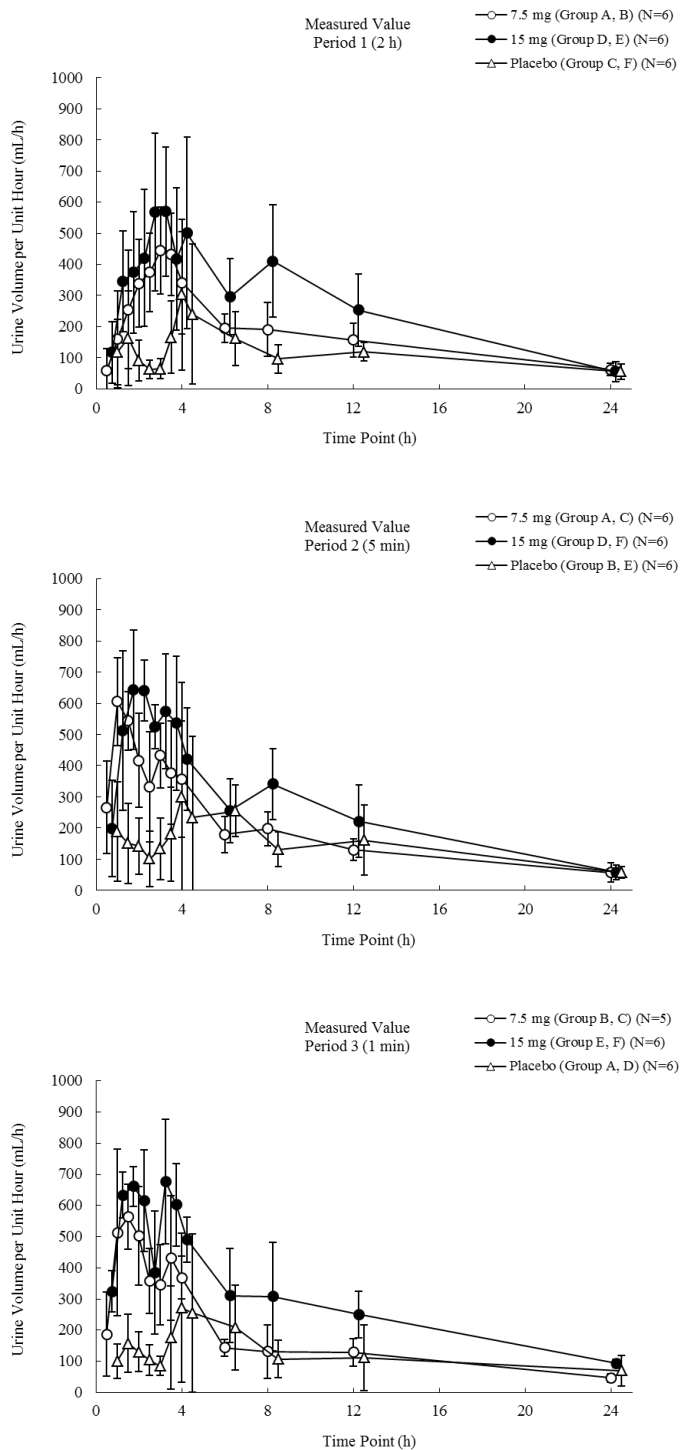 Measured Value
Period 1 (2 h)
7.5 mg (Group A, B) (N=6)
15 mg (Group D, E) (N=6)
Placebo (Group C, F) (N=6)
Urine Volume per Unit Hour (mL/h)
1000
900
800
700
600
500
400
300
200
100
0
0 4 8 12 16 20 24
Time Point (h)
Measured Value
Period 2 (5 min)
7.5 mg (Group A, C) (N=6)
15 mg (Group D, F) (N=6)
Placebo (Group B, E) (N=6)
Urine Volume per Unit Hour (mL/h)
1000
900
800
700
600
500
400
300
200
100
0
0 4 8 12 16 20 24
Time Point (h)
Measured Value
Period 3 (1 min)
7.5 mg (Group B, C) (N=5)
15 mg (Group E, F) (N=6)
Placebo (Group A, D) (N=6)
Urine Volume per Unit Hour (mL/h)
1000
900
800
700
600
500
400
300
200
100
0
0 4 8 12 16 20 24
Time Point (h)